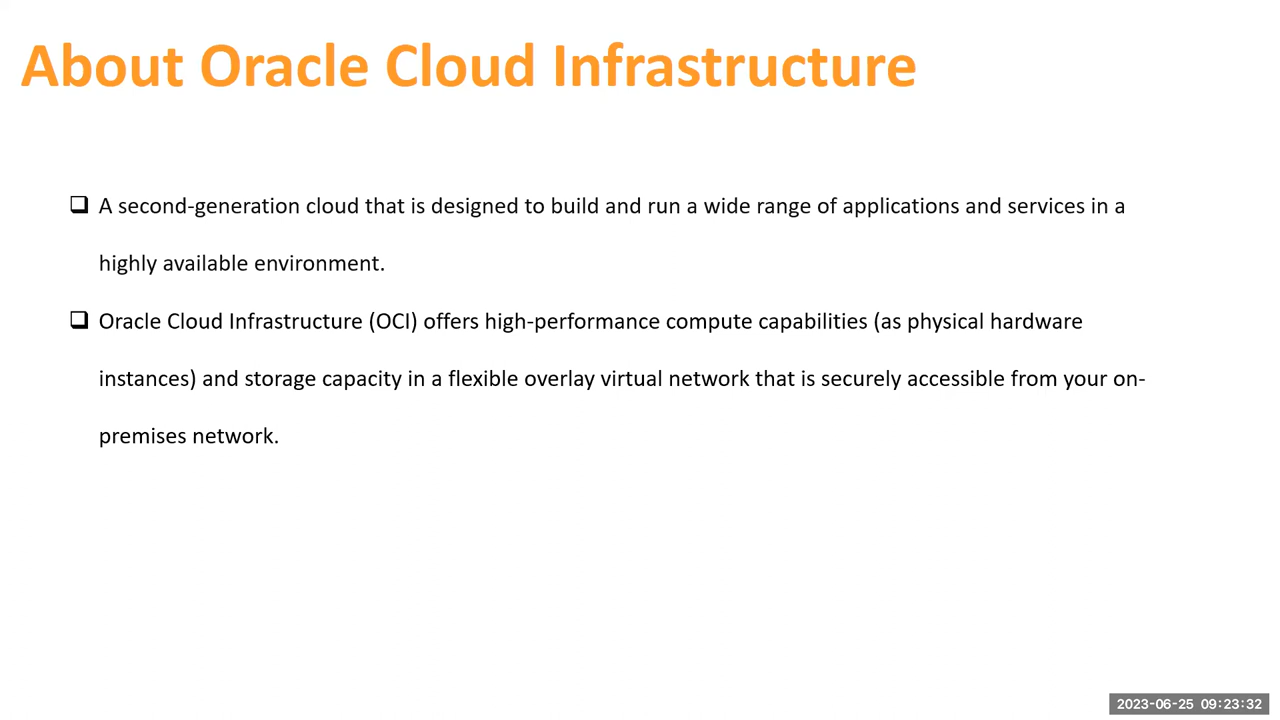 About Oracle Cloud Infrastructure
A second-generation cloud that is designed to build and run a wide range of applications and services in a
highly available environment.
Oracle Cloud Infrastructure (OCI) offers high-performance compute capabilities (as physical hardware
instances) and storage capacity in a flexible overlay virtual network that is securely accessible from your on-
premises network.
2023-06-25 09:23:32